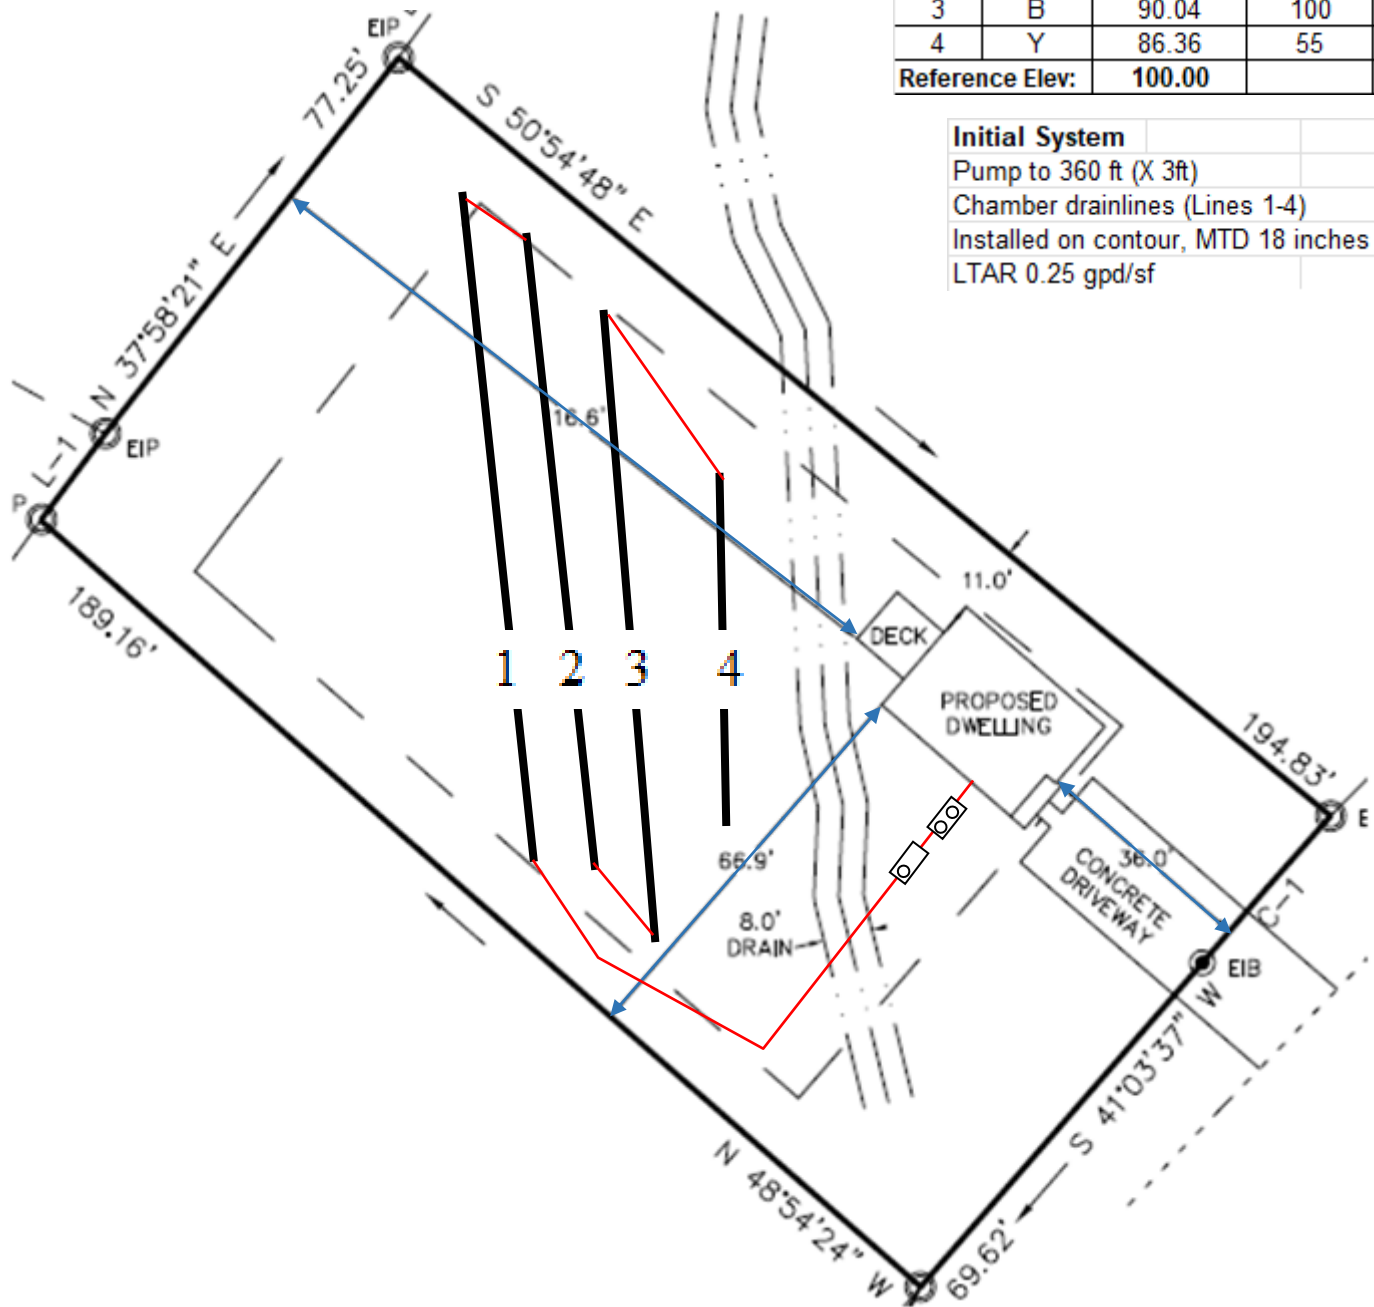 3 B 90.04 100
4 Y 86.36 55
Reference Elev: 100.00
Initial System
Pump to 360 ft (X 3ft)
Chamber drainlines (Lines 1-4)
Installed on contour, MTD 18 inches
LTAR 0.25 gpd/sf
EIP
77.25'
S 50°54'48" E
N 37°58'21" E
L-1
EIP
P
189.16'
16.6'
11.0'
DECK
1 2 3 4
PROPOSED
DWELLING
194.83'
E
66.9'
36.0'
CONCRETE
DRIVEWAY
C-1
8.0'
DRAIN
EIB
S 41°03'37" W
N 48°54'24" W
69.62'